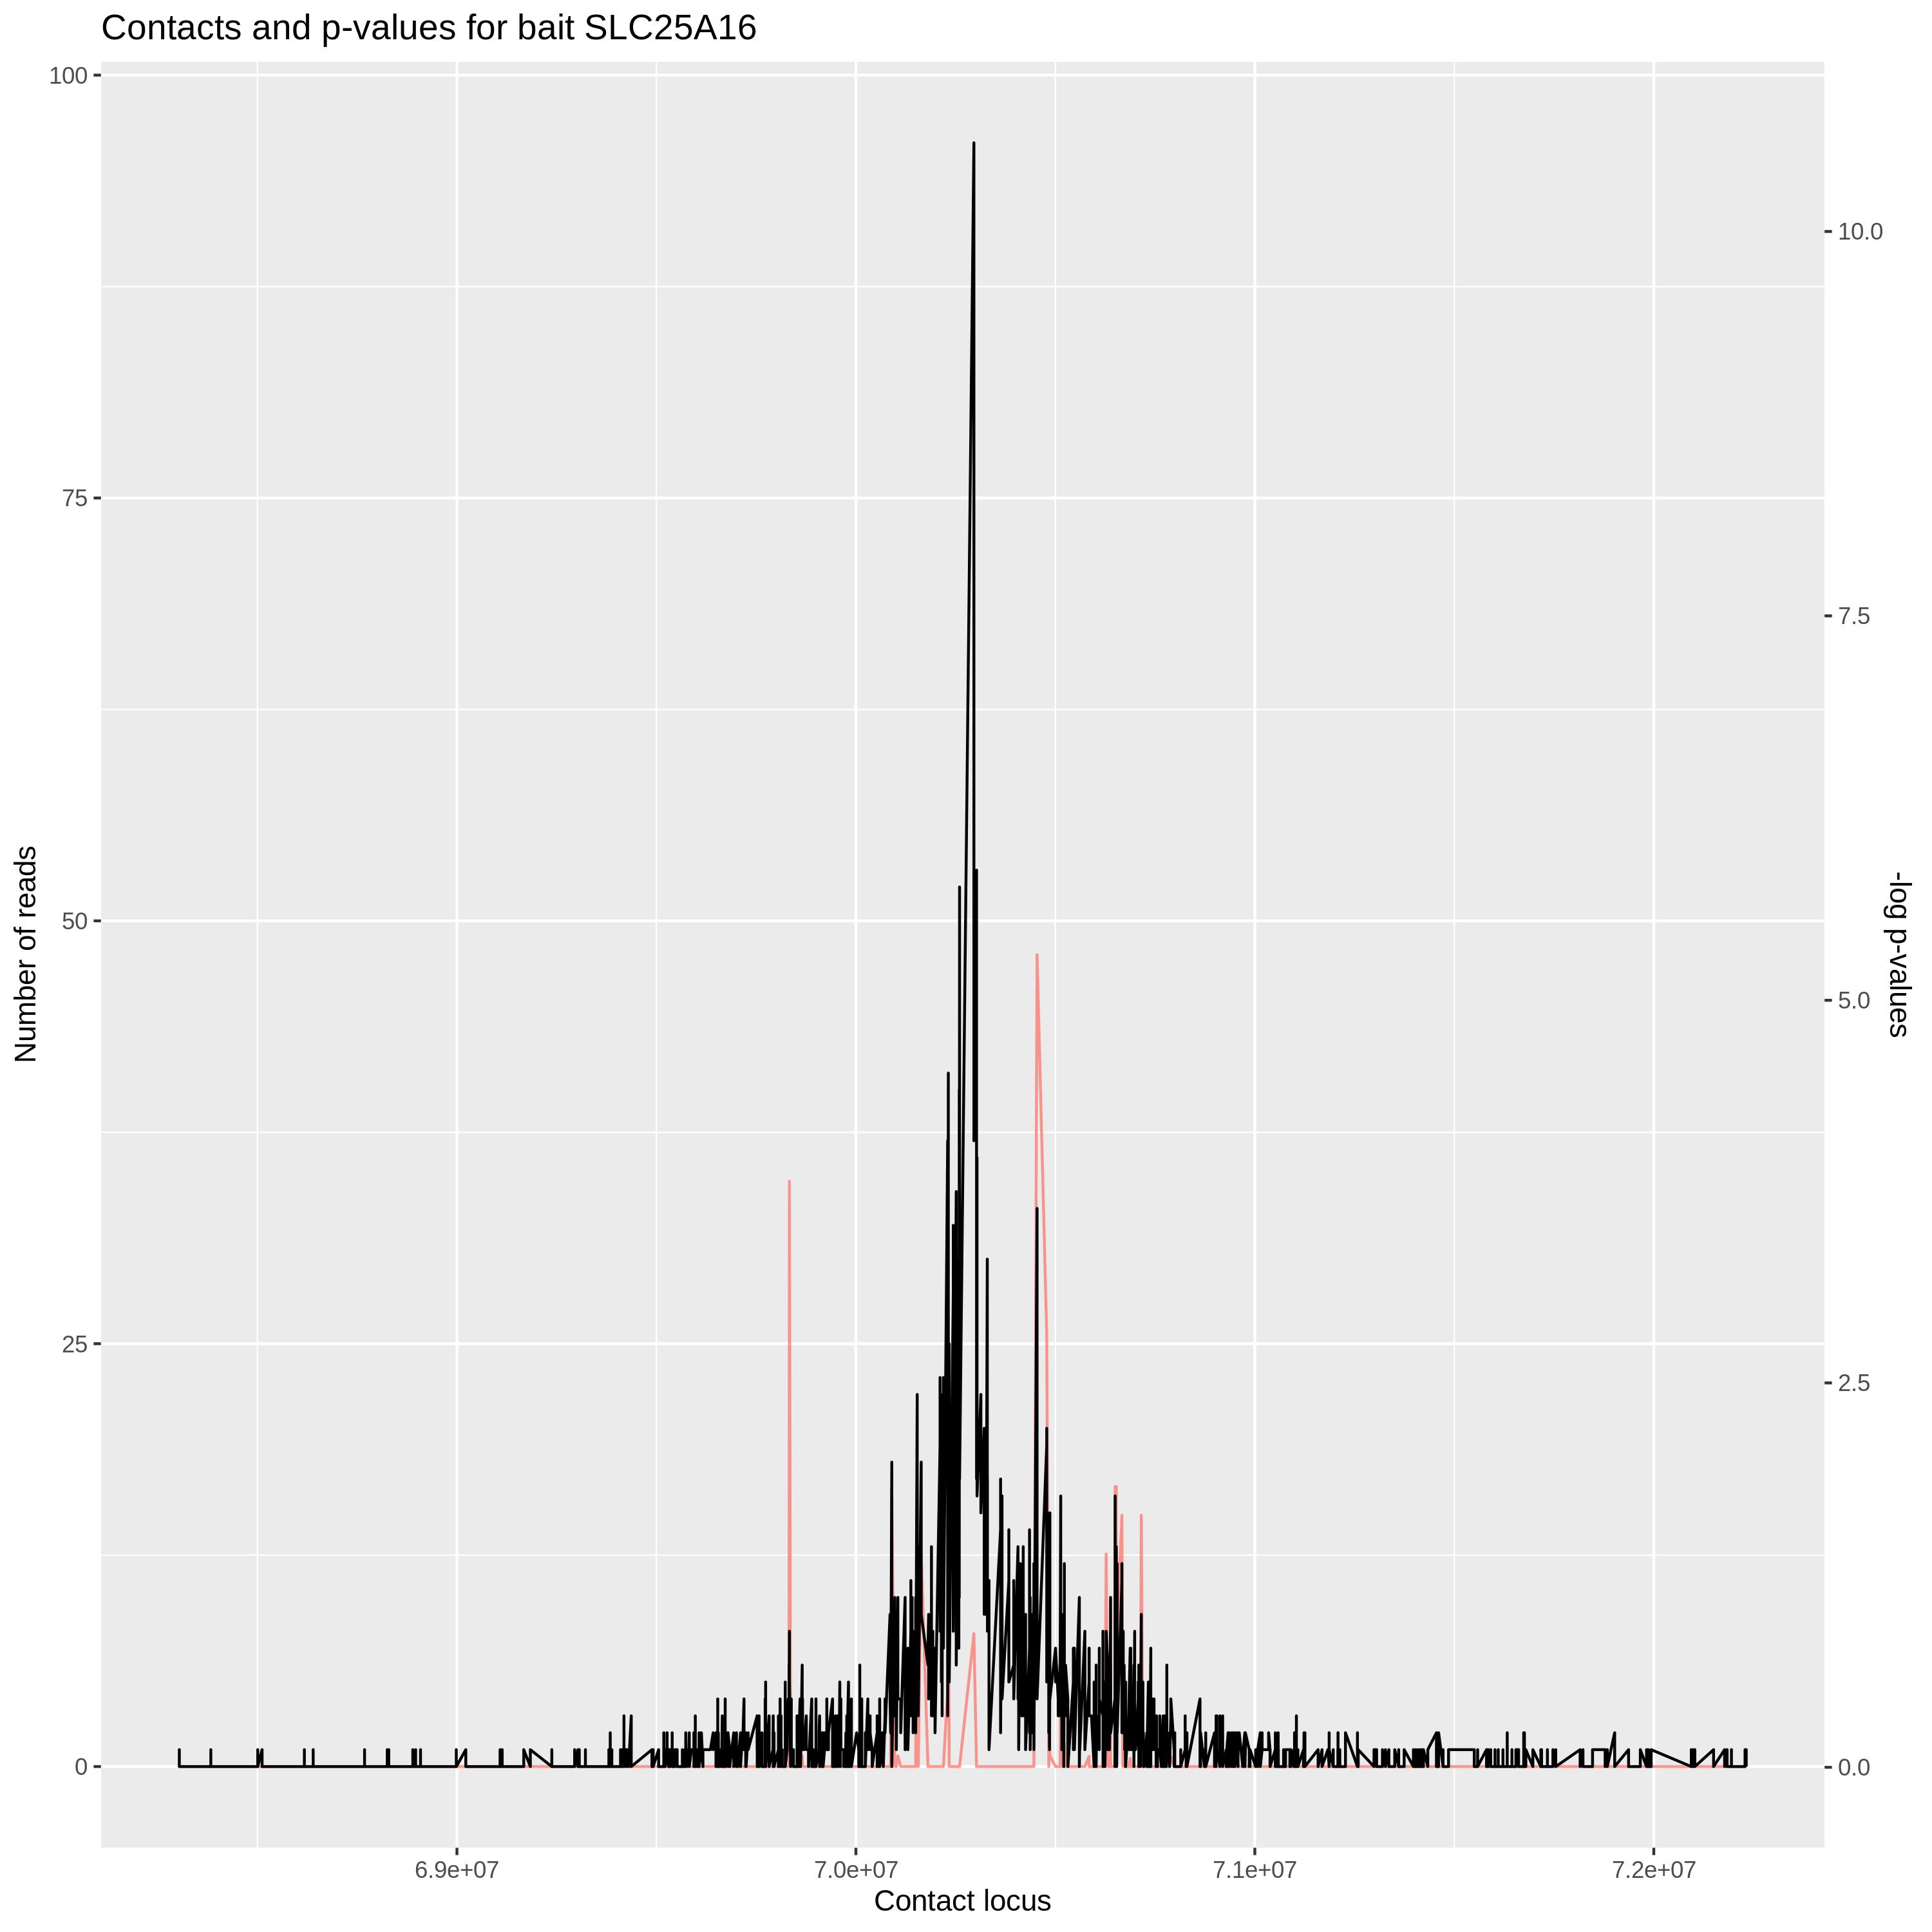 Contacts and p-values for bait SLC25A16
100
75
50
25
0
Number of reads
10.0
7.5
5.0
2.5
0.0
-log p-values
6.9e+07
7.0e+07
7.1e+07
7.2e+07
Contact locus